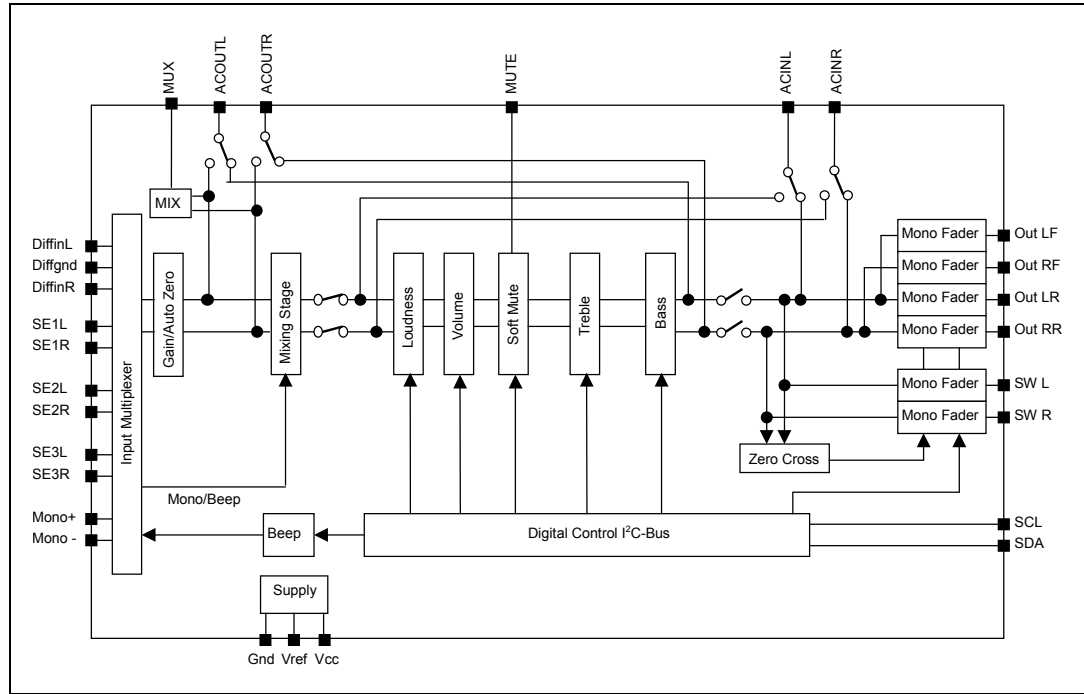 MUX
ACOUTL
ACOUTR
MUTE
ACINL
ACINR
MIX
DiffinL
Diffgnd
DiffinR
SE1L
SE1R
SE2L
SE2R
SE3L
SE3R
Mono+
Mono -
Input Multiplexer
Gain/Auto Zero
Mixing Stage
Loudness
Volume
Soft Mute
Treble
Bass
Mono Fader
Mono Fader
Mono Fader
Mono Fader
Mono Fader
Mono Fader
Out LF
Out RF
Out LR
Out RR
SW L
SW R
Zero Cross
Mono/Beep
Beep
Digital Control I²C-Bus
SCL
SDA
Supply
Gnd
Vref
Vcc